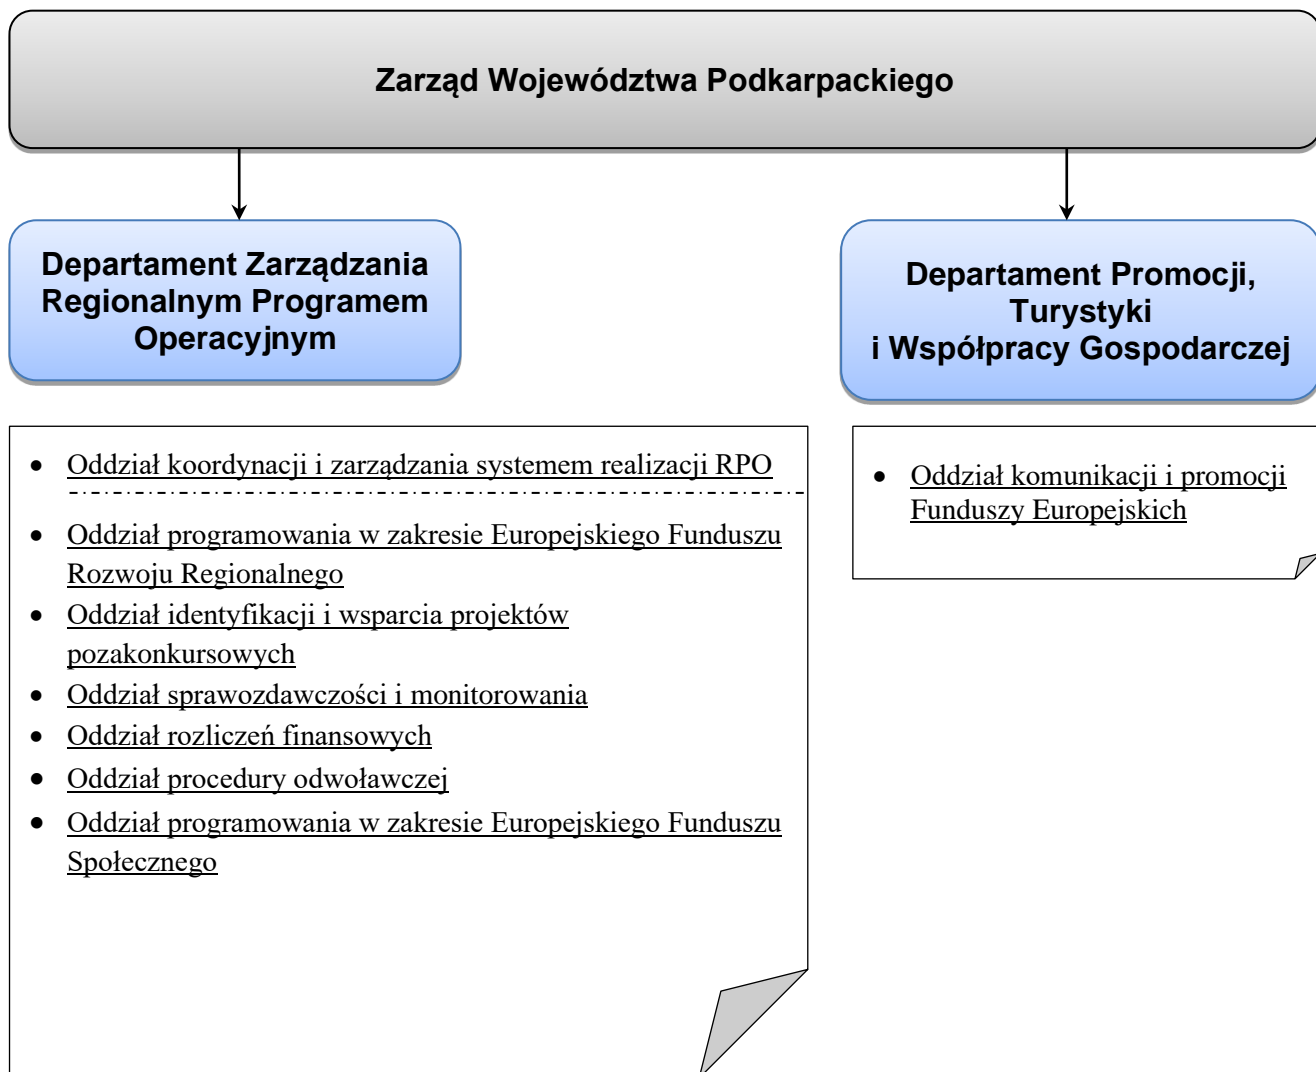 Zarząd Województwa Podkarpackiego
Departament Zarządzania
Regionalnym Programem
Operacyjnym
Departament Promocji,
Turystyki
i Współpracy Gospodarczej
• Oddział koordynacji i zarządzania systemem realizacji RPO
• Oddział programowania w zakresie Europejskiego Funduszu
Rozwoju Regionalnego
• Oddział identyfikacji i wsparcia projektów
pozakonkursowych
• Oddział sprawozdawczości i monitorowania
• Oddział rozliczeń finansowych
• Oddział procedury odwoławczej
• Oddział programowania w zakresie Europejskiego Funduszu
Społecznego
• Oddział komunikacji i promocji
Funduszy Europejskich